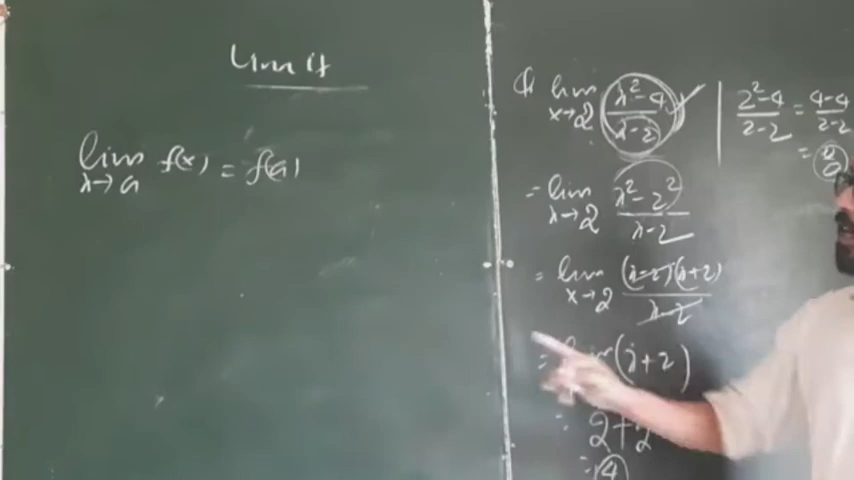 Limit
lim x→a f(x) = f(a)
Q lim x→2 (x²-4)/(x-2)
(2²-4)/(2-2) = (4-4)/(2-2)
= 0/0
= lim x→2 (x²-2²)/(x-2)
= lim x→2 (x-2)(x+2)/(x-2)
= (x+2)
= 2+2
= 4